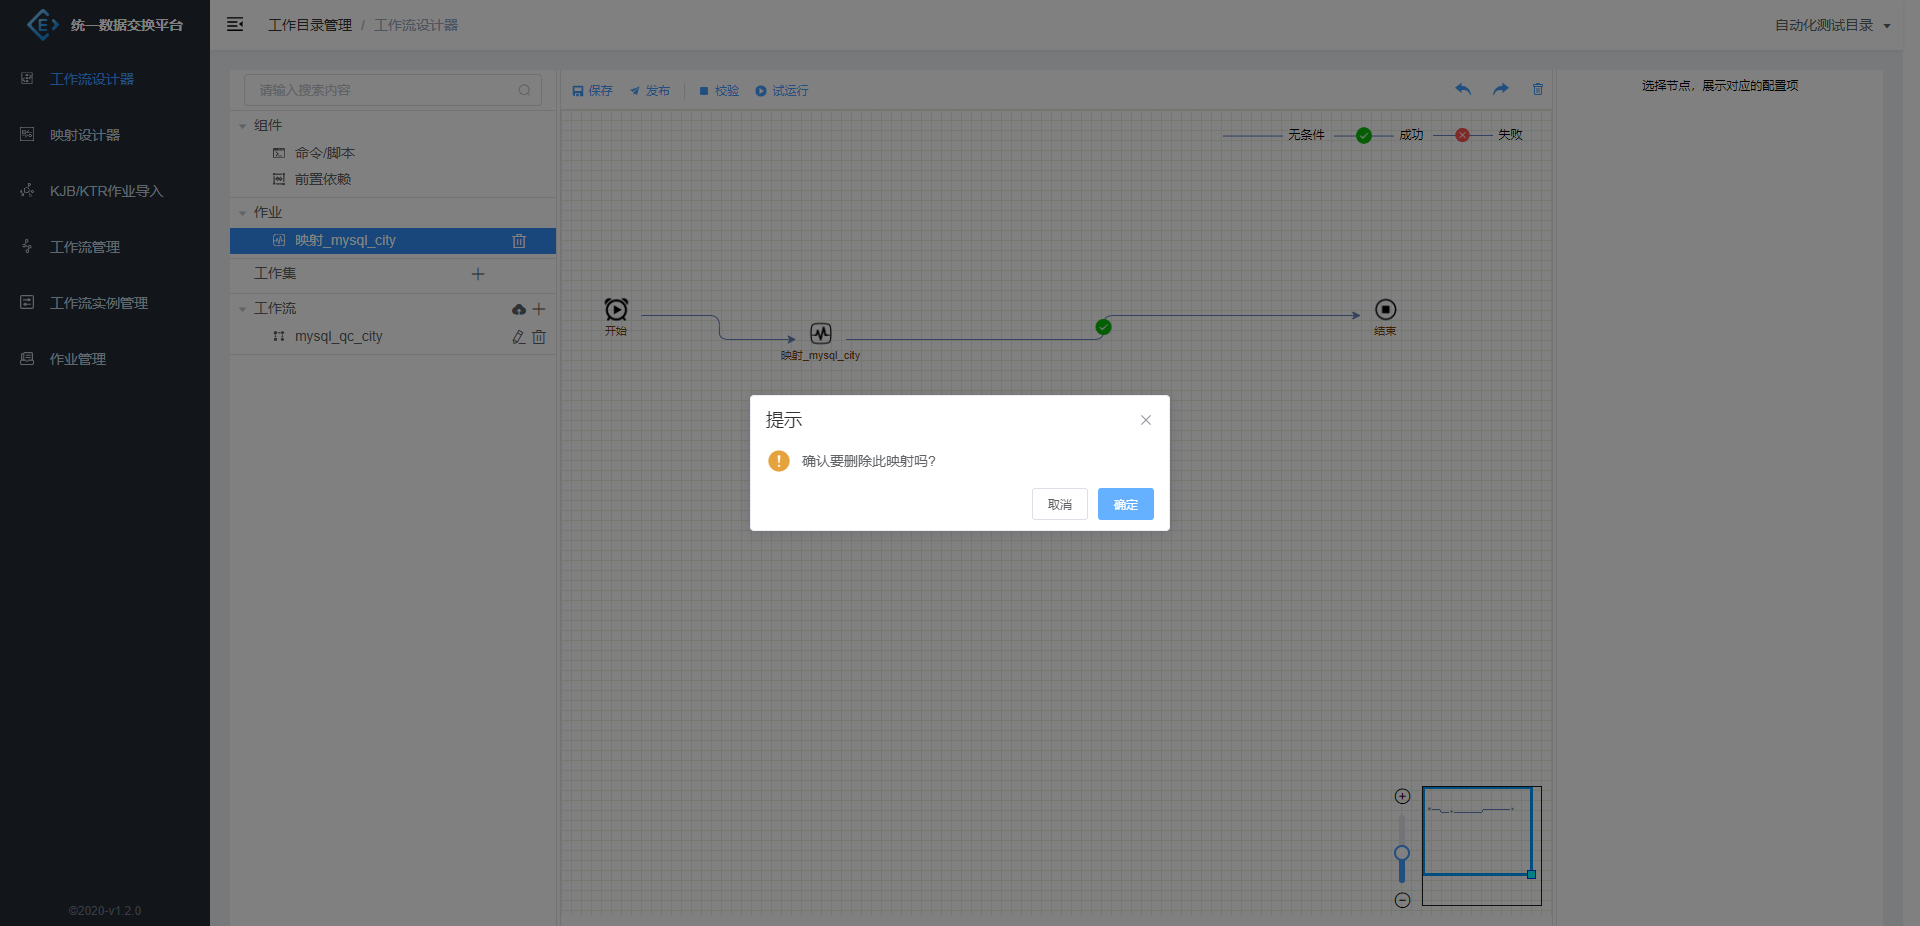 统一数据交换平台
工作目录管理 / 工作流设计器
自动化测试目录
工作流设计器
映射设计器
KJB/KTR作业导入
工作流管理
工作流实例管理
作业管理
©2020-v1.2.0
请输入搜索内容
组件
命令/脚本
前置依赖
作业
映射_mysql_city
工作集
工作流
mysql_qc_city
保存 发布 校验 试运行
无条件 成功 失败
开始
映射_mysql_city
结束
选择节点，展示对应的配置项
提示
确认要删除此映射吗?
取消 确定